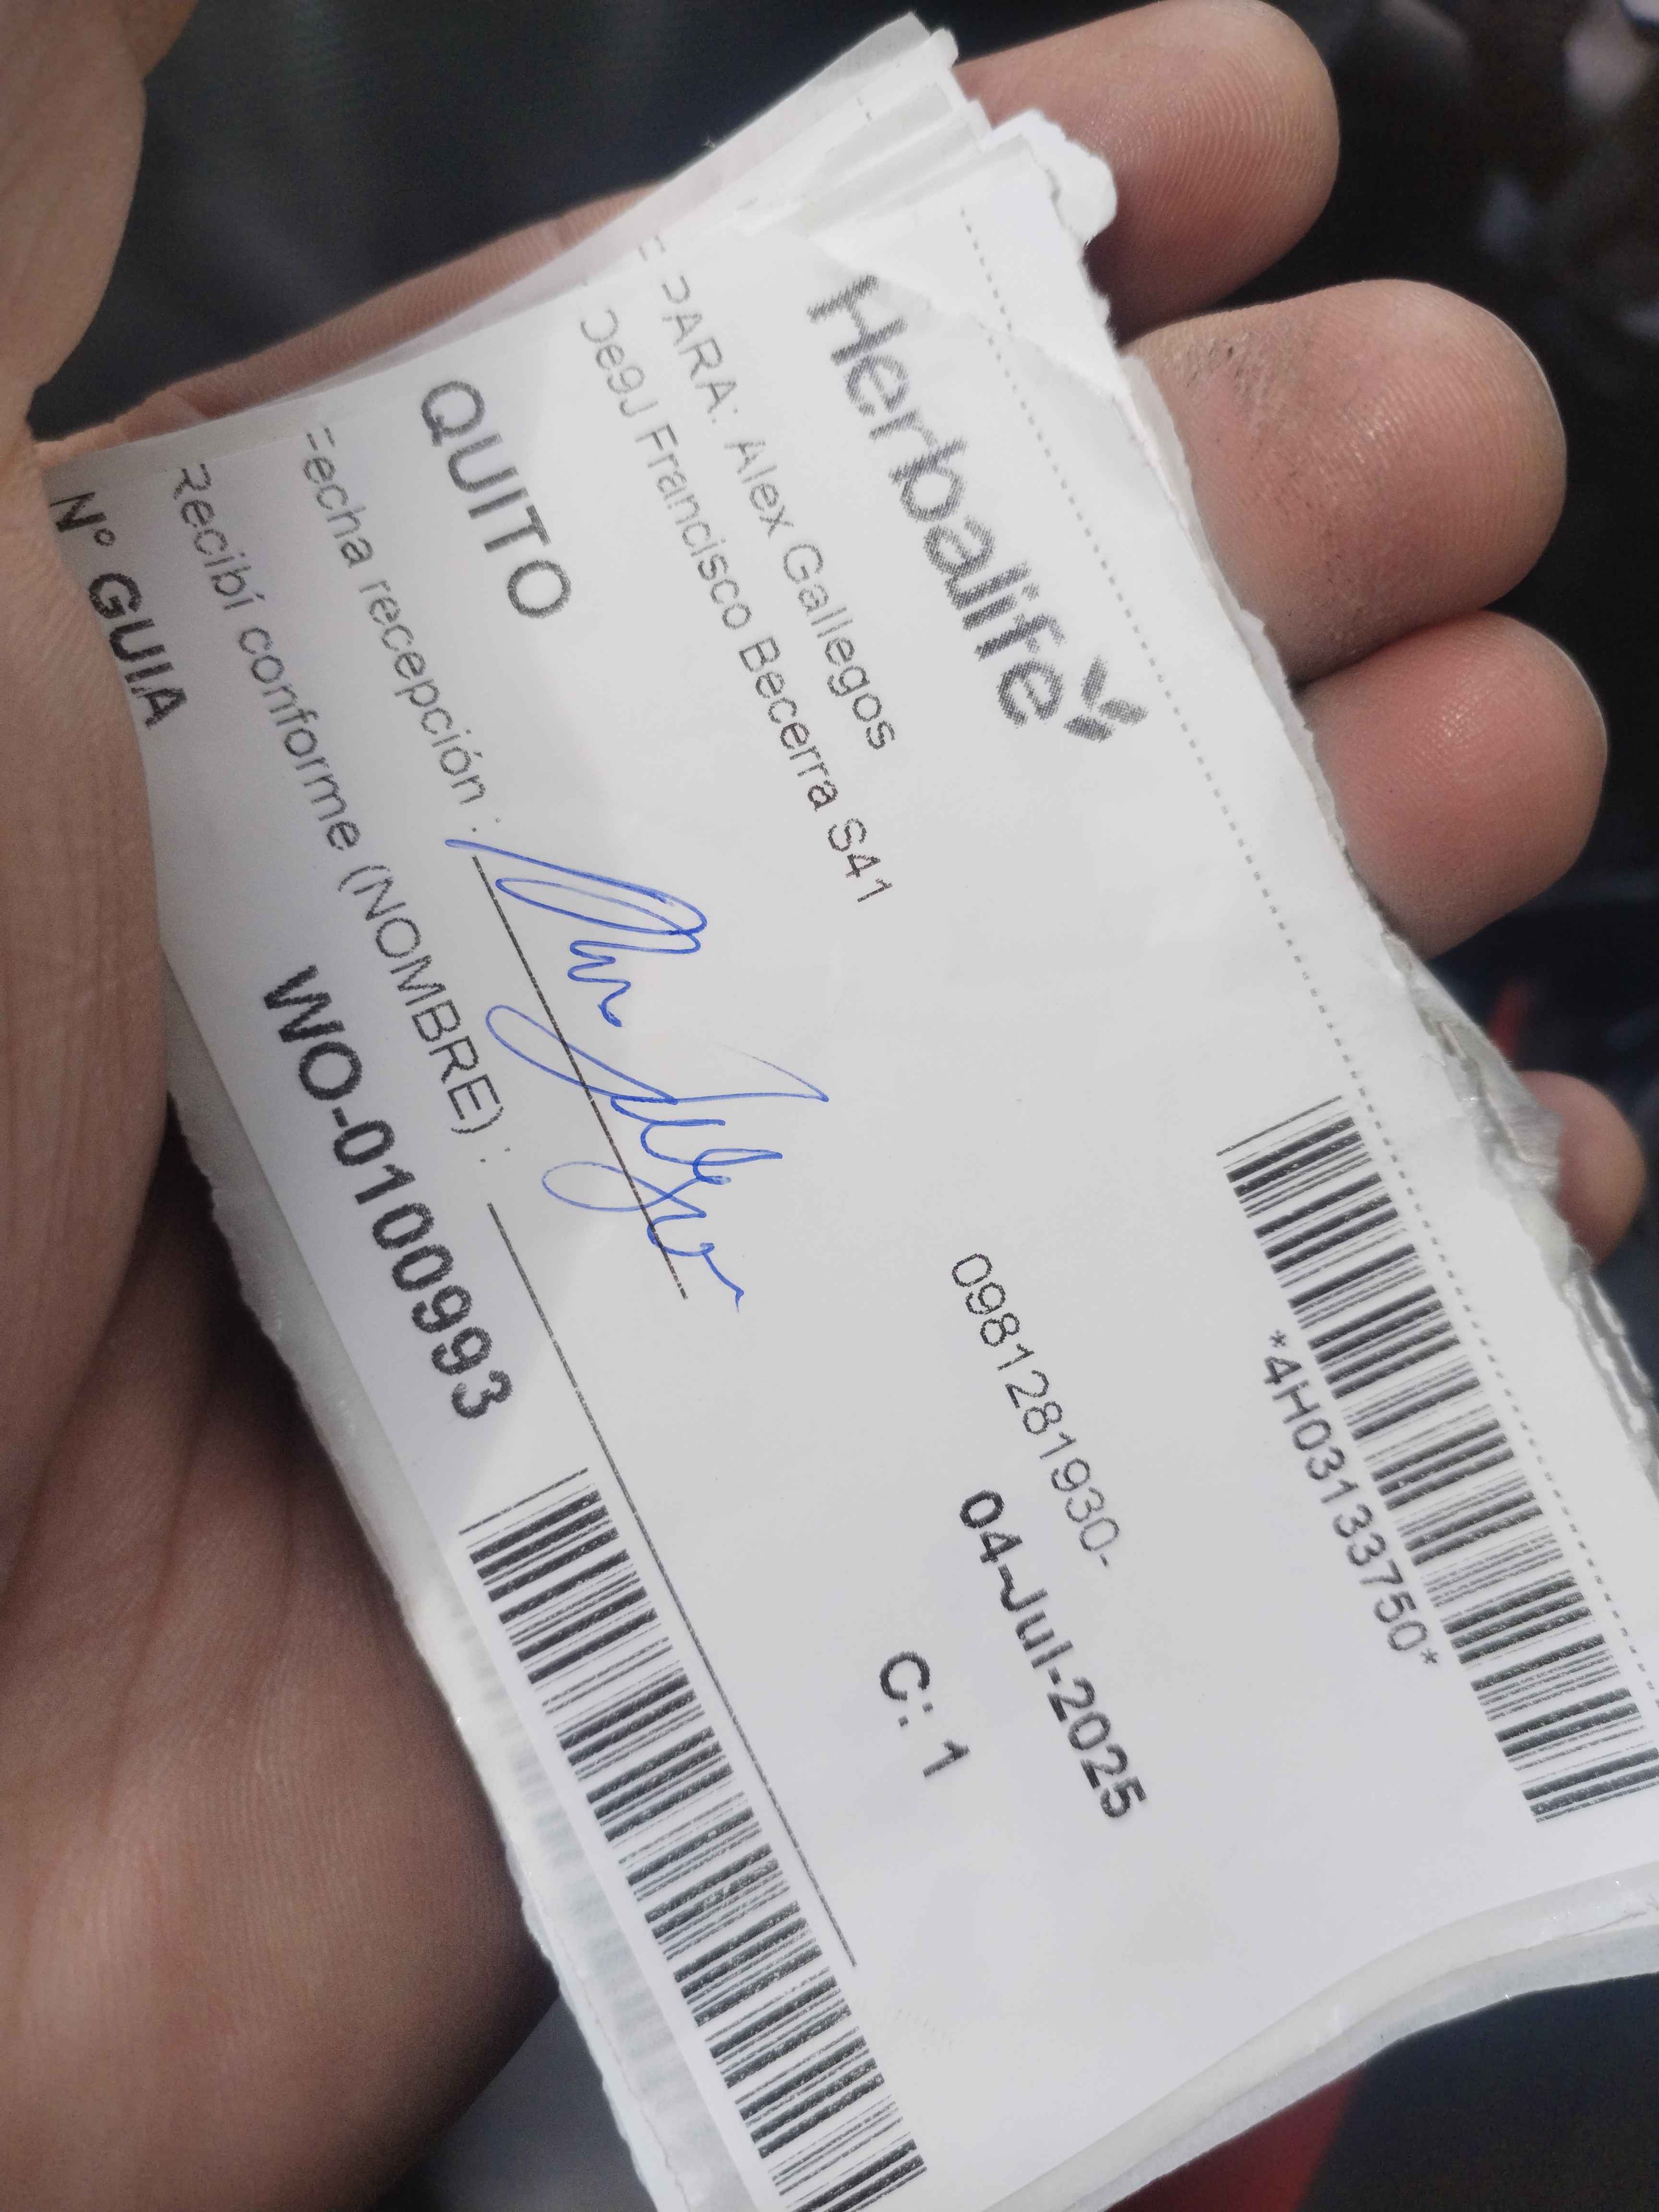 Herbalife
*4H03133750*
PARA: Alex Gallegos
0981281930-
De9J Francisco Becerra S41
04-Jul-2025
QUITO
C: 1
Fecha recepción :
Recibí conforme (NOMBRE) :
N° GUIA
WO-0100993